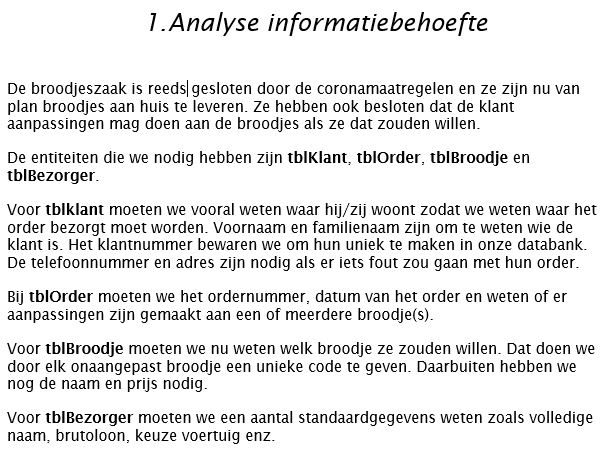 1.Analyse informatiebehoefte
De broodjeszaak is reeds gesloten door de coronamaatregelen en ze zijn nu van
plan broodjes aan huis te leveren. Ze hebben ook besloten dat de klant
aanpassingen mag doen aan de broodjes als ze dat zouden willen.
De entiteiten die we nodig hebben zijn tblKlant, tblOrder, tblBroodje en
tblBezorger.
Voor tblklant moeten we vooral weten waar hij/zij woont zodat we weten waar het
order bezorgt moet worden. Voornaam en familienaam zijn om te weten wie de
klant is. Het klantnummer bewaren we om hun uniek te maken in onze databank.
De telefoonnummer en adres zijn nodig als er iets fout zou gaan met hun order.
Bij tblOrder moeten we het ordernummer, datum van het order en weten of er
aanpassingen zijn gemaakt aan een of meerdere broodje(s).
Voor tblBroodje moeten we nu weten welk broodje ze zouden willen. Dat doen we
door elk onaangepast broodje een unieke code te geven. Daarbuiten hebben we
nog de naam en prijs nodig.
Voor tblBezorger moeten we een aantal standaardgegevens weten zoals volledige
naam, brutoloon, keuze voertuig enz.